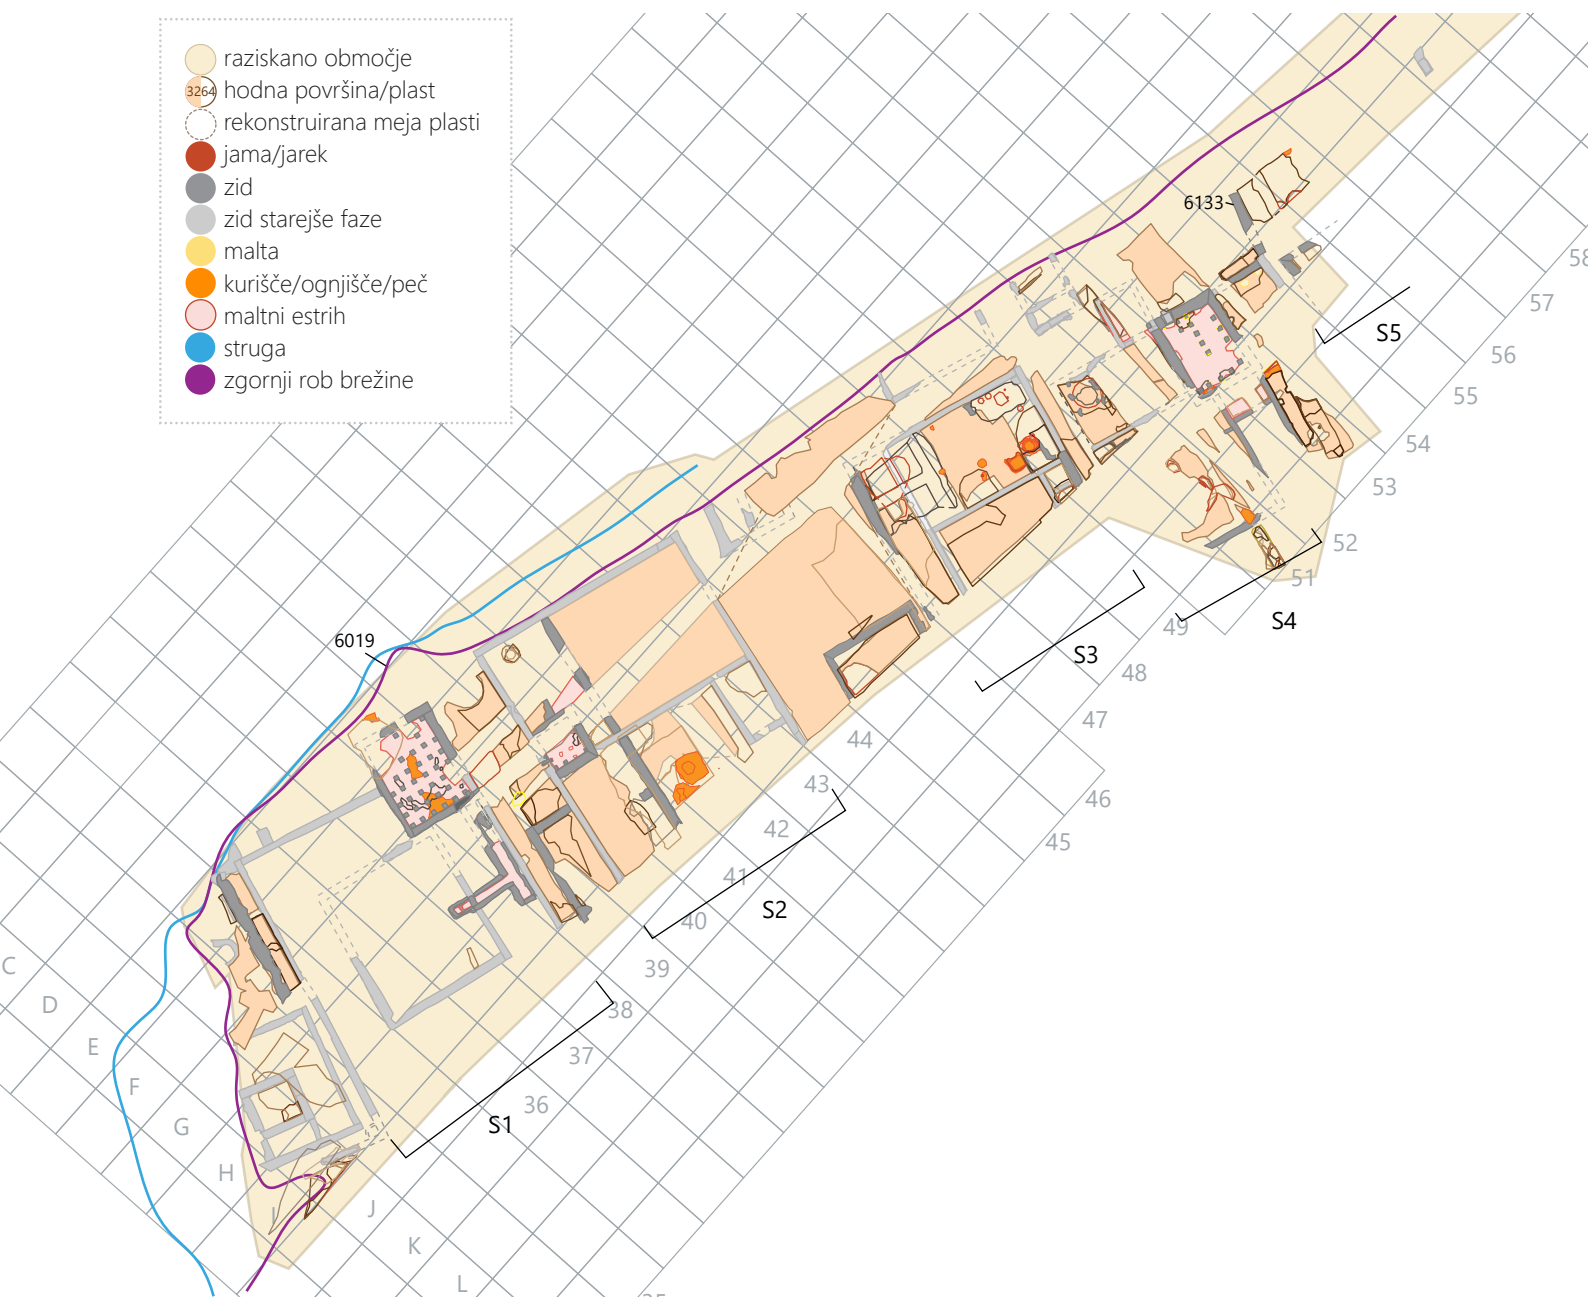 raziskano območje
3264 hodna površina/plast
rekonstruirana meja plasti
jama/jarek
zid
zid starejše faze
malta
kurišče/ognjišče/peč
maltni estrih
struga
zgornji rob brežine
6133
6019
S5
S4
S3
S2
S1
58
57
56
55
54
53
52
51
49
48
47
46
45
44
43
42
41
40
39
38
37
36
C
D
E
F
G
H
I
J
K
L